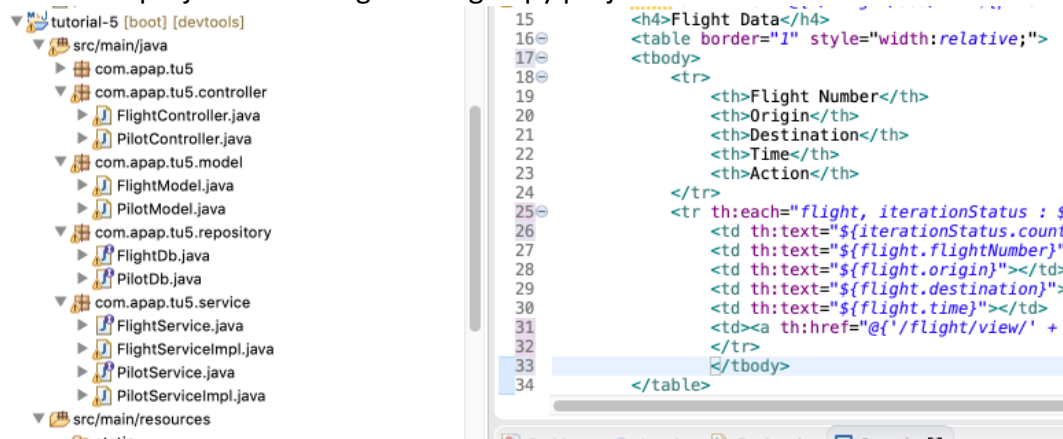 tutorial-5 [boot] [devtools]
src/main/java
com.apap.tu5
com.apap.tu5.controller
FlightController.java
PilotController.java
com.apap.tu5.model
FlightModel.java
PilotModel.java
com.apap.tu5.repository
FlightDb.java
PilotDb.java
com.apap.tu5.service
FlightService.java
FlightServiceImpl.java
PilotService.java
PilotServiceImpl.java
src/main/resources
15 <h4>Flight Data</h4>
16 <table border="1" style="width:relative;">
17 <tbody>
18 <tr>
19 <th>Flight Number</th>
20 <th>Origin</th>
21 <th>Destination</th>
22 <th>Time</th>
23 <th>Action</th>
24 </tr>
25 <tr th:each="flight, iterationStatus : $
26 <td th:text="${iterationStatus.count
27 <td th:text="${flight.flightNumber}"
28 <td th:text="${flight.origin}"></td>
29 <td th:text="${flight.destination}">
30 <td th:text="${flight.time}"></td>
31 <td><a th:href="@{'/flight/view/' +
32 </tr>
33 </tbody>
34 </table>